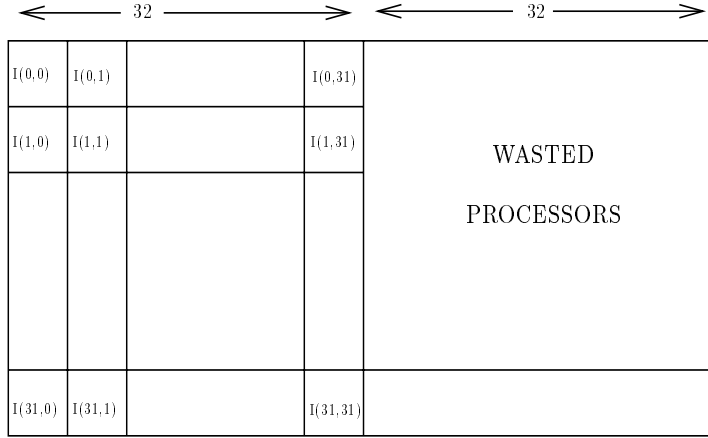 32 32
I(0,0) I(0,1) I(0,31)
I(1,0) I(1,1) I(1,31)
WASTED
PROCESSORS
I(31,0) I(31,1) I(31,31)